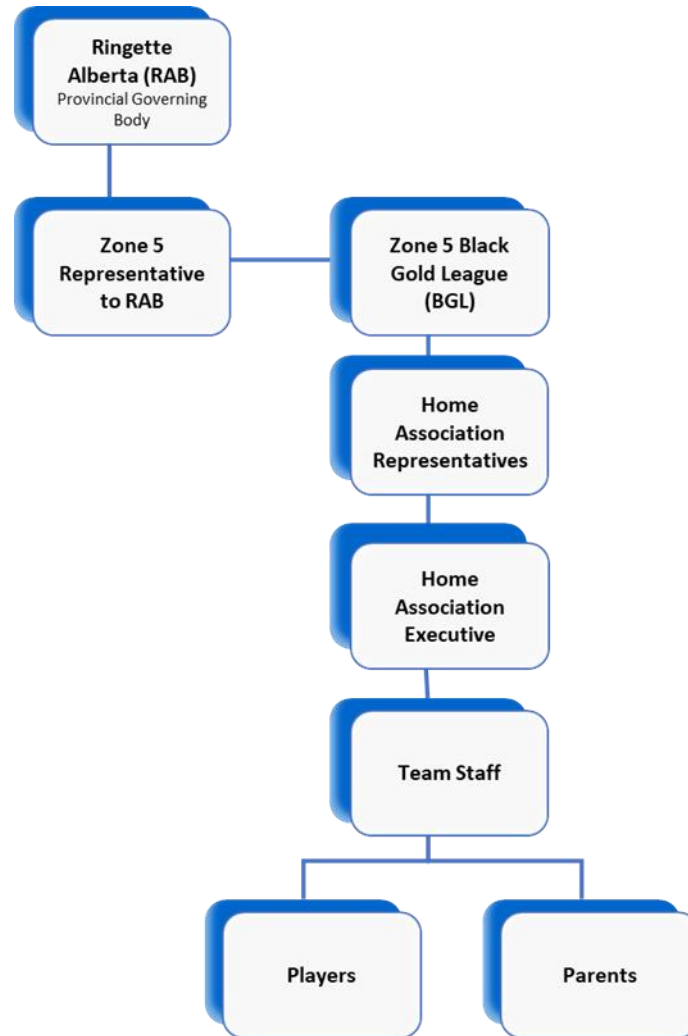 Ringette
Alberta (RAB)
Provincial Governing
Body
Zone 5
Representative
to RAB
Zone 5 Black
Gold League
(BGL)
Home
Association
Representatives
Home
Association
Executive
Team Staff
Players
Parents